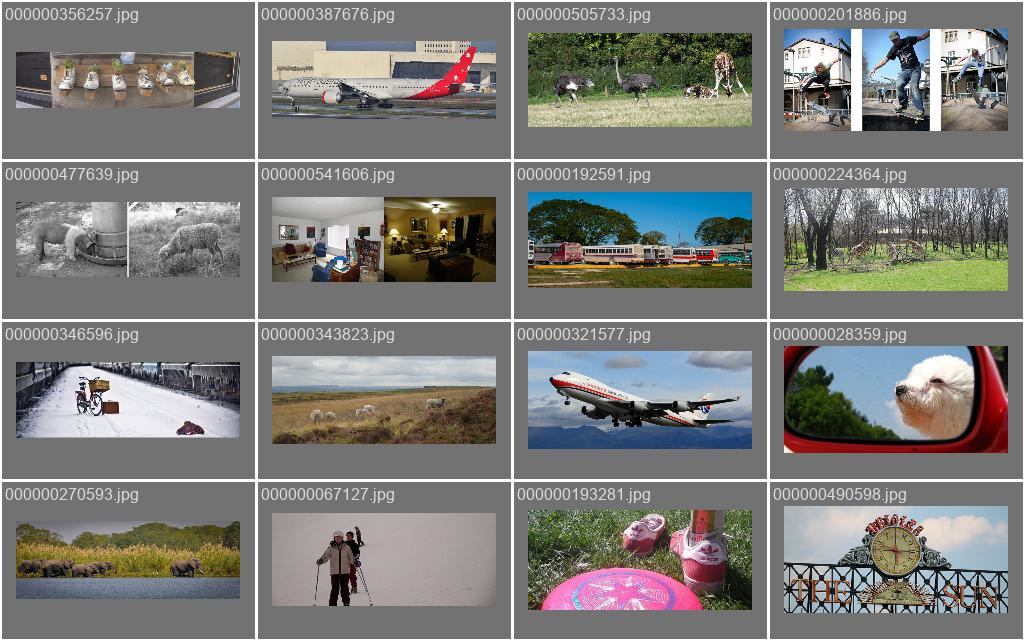 000000356257.jpg
000000387676.jpg
000000505733.jpg
000000201886.jpg
000000477639.jpg
000000541606.jpg
000000192591.jpg
000000224364.jpg
000000346596.jpg
000000343823.jpg
000000321577.jpg
000000028359.jpg
000000270593.jpg
000000067127.jpg
000000193281.jpg
000000490598.jpg
THE SUN